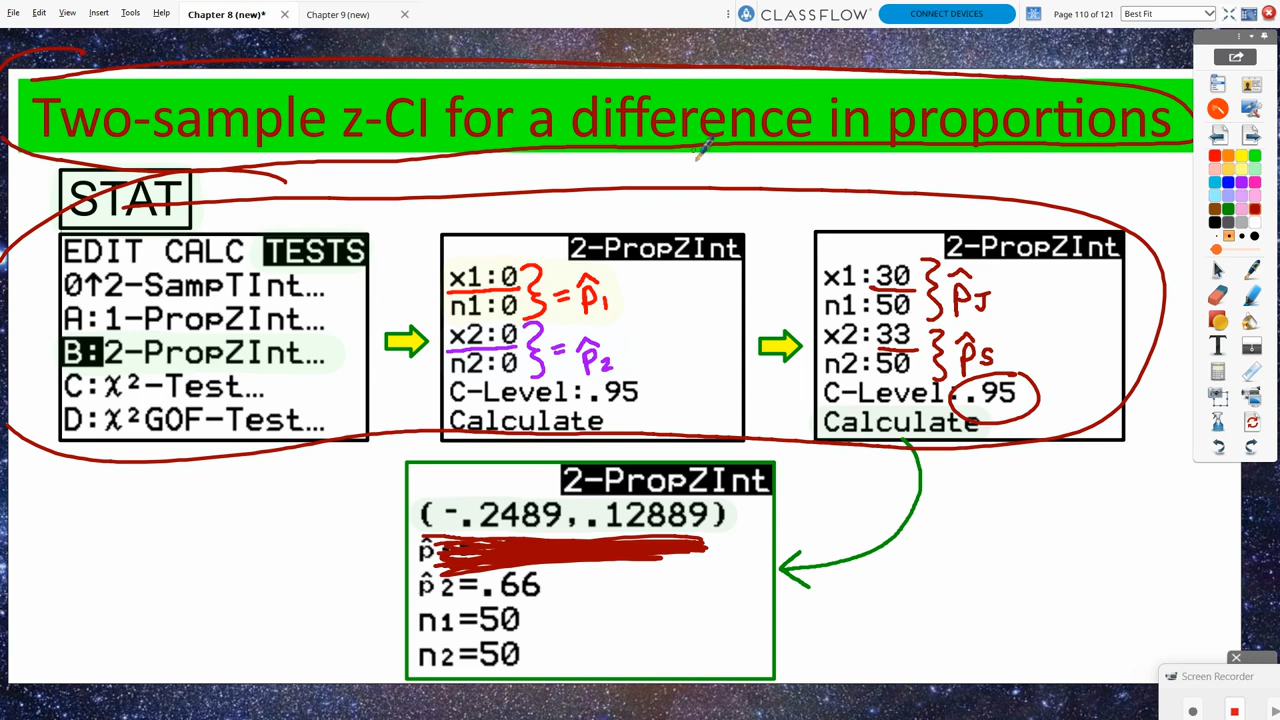 File Edit View Insert Tools Help
Chapter 8 (new)*
Chapter 9 (new)
CLASSFLOW
CONNECT DEVICES
Page 110 of 121
Best Fit
Two-sample z-CI for a difference in proportions
STAT
EDIT CALC TESTS
0↑2-SampTInt…
A:1-PropZInt…
B:2-PropZInt…
C:χ²-Test…
D:χ²GOF-Test…
2-PropZInt
x1:0
n1:0
= p̂₁
x2:0
n2:0
= p̂₂
C-Level:.95
Calculate
2-PropZInt
x1:30
n1:50
p̂J
x2:33
n2:50
p̂S
C-Level:.95
Calculate
2-PropZInt
(-.2489,.12889)
p̂
p̂2=.66
n1=50
n2=50
Screen Recorder